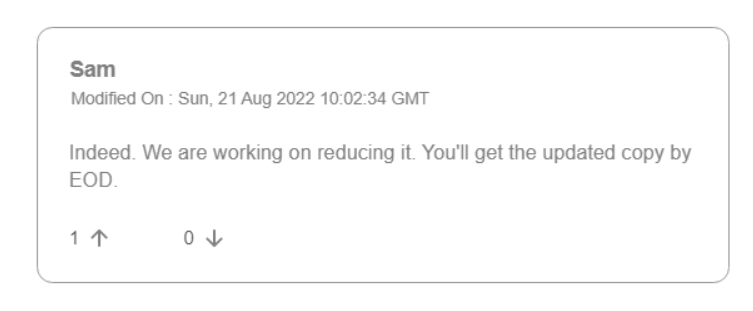 Sam
Modified On : Sun, 21 Aug 2022 10:02:34 GMT
Indeed. We are working on reducing it. You'll get the updated copy by
EOD.
1 ↑ 0 ↓